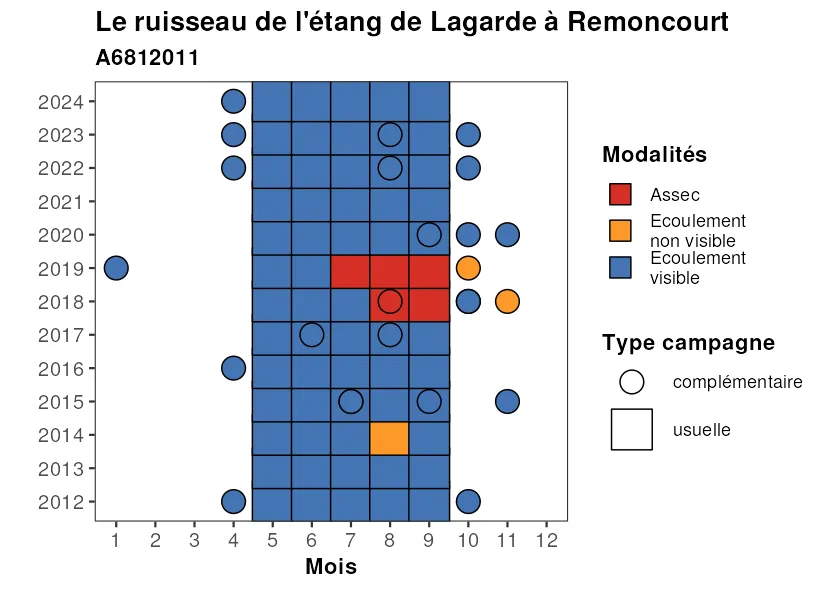 Le ruisseau de l'étang de Lagarde à Remoncourt
A6812011
2024
2023
2022
2021
2020
2019
2018
2017
2016
2015
2014
2013
2012
1 2 3 4 5 6 7 8 9 10 11 12
Mois
Modalités
Assec
Ecoulement
non visible
Ecoulement
visible
Type campagne
complémentaire
usuelle